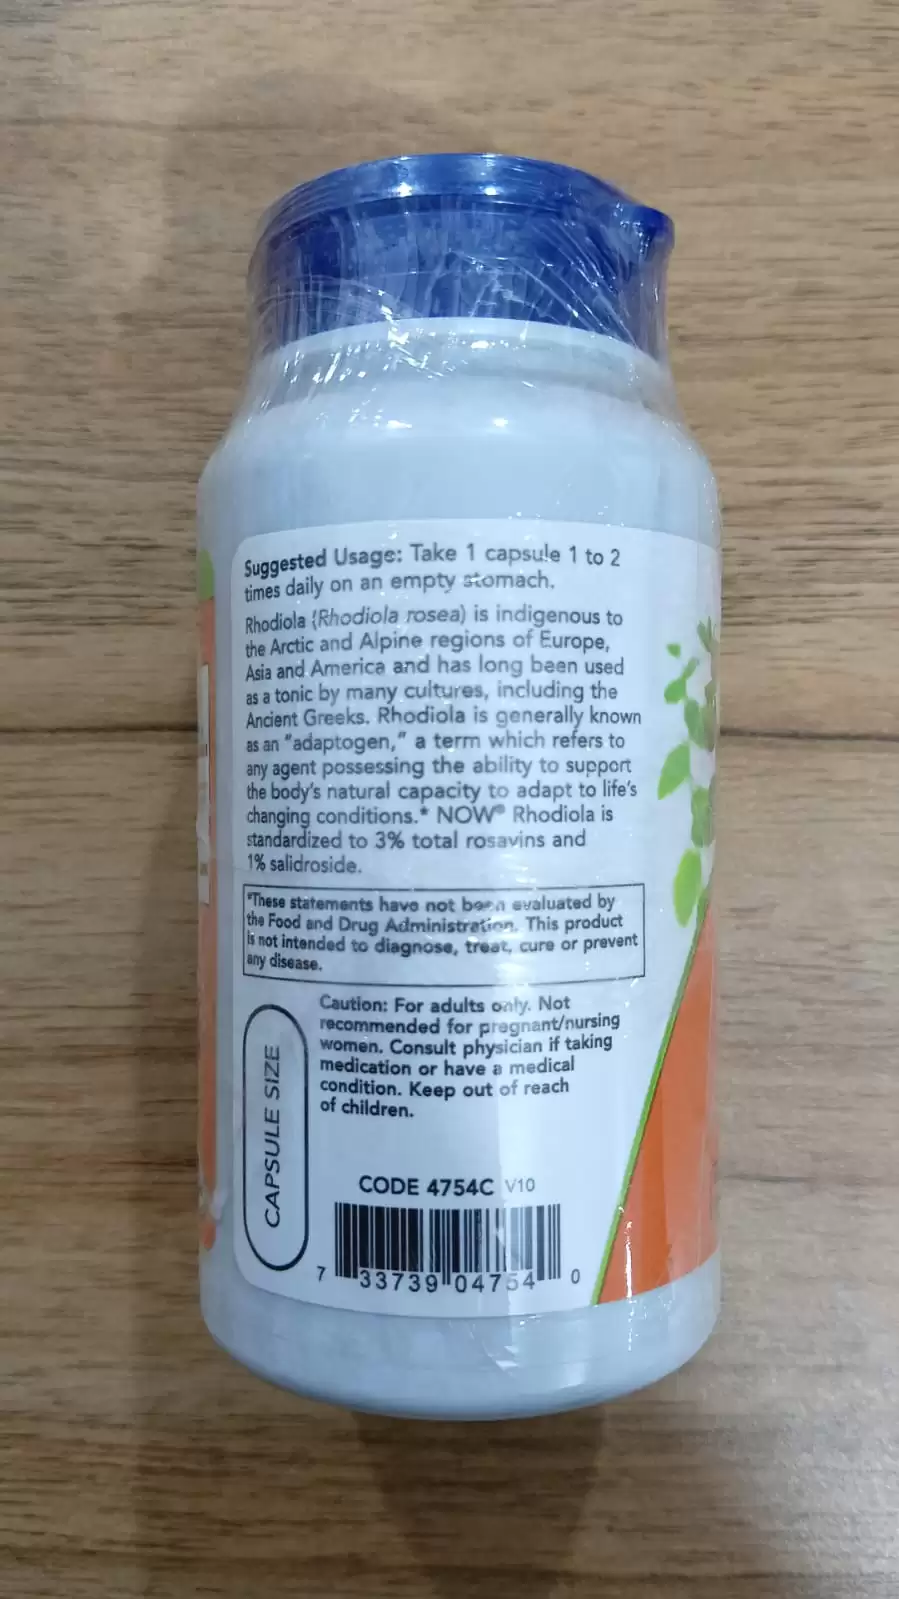 Suggested Usage: Take 1 capsule 1 to 2
times daily on an empty stomach.
Rhodiola (Rhodiola rosea) is indigenous to
the Arctic and Alpine regions of Europe,
Asia and America and has long been used
as a tonic by many cultures, including the
Ancient Greeks. Rhodiola is generally known
as an "adaptogen," a term which refers to
any agent possessing the ability to support
the body's natural capacity to adapt to life's
changing conditions.* NOW® Rhodiola is
standardized to 3% total rosavins and
1% salidroside.
*These statements have not been evaluated by
the Food and Drug Administration. This product
is not intended to diagnose, treat, cure or prevent
any disease.
CAPSULE SIZE
Caution: For adults only. Not
recommended for pregnant/nursing
women. Consult physician if taking
medication or have a medical
condition. Keep out of reach
of children.
CODE 4754C V10
7 33739 04754 0